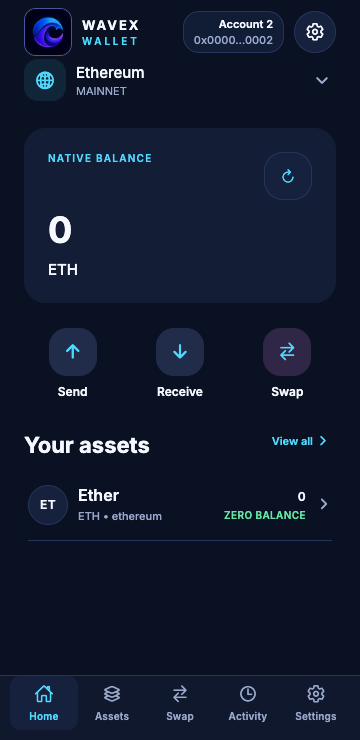 WAVEX
WALLET
Account 2
0x0000...0002
Ethereum
MAINNET
NATIVE BALANCE
0
ETH
Send
Receive
Swap
Your assets
View all
ET
Ether
ETH • ethereum
0
ZERO BALANCE
Home
Assets
Swap
Activity
Settings